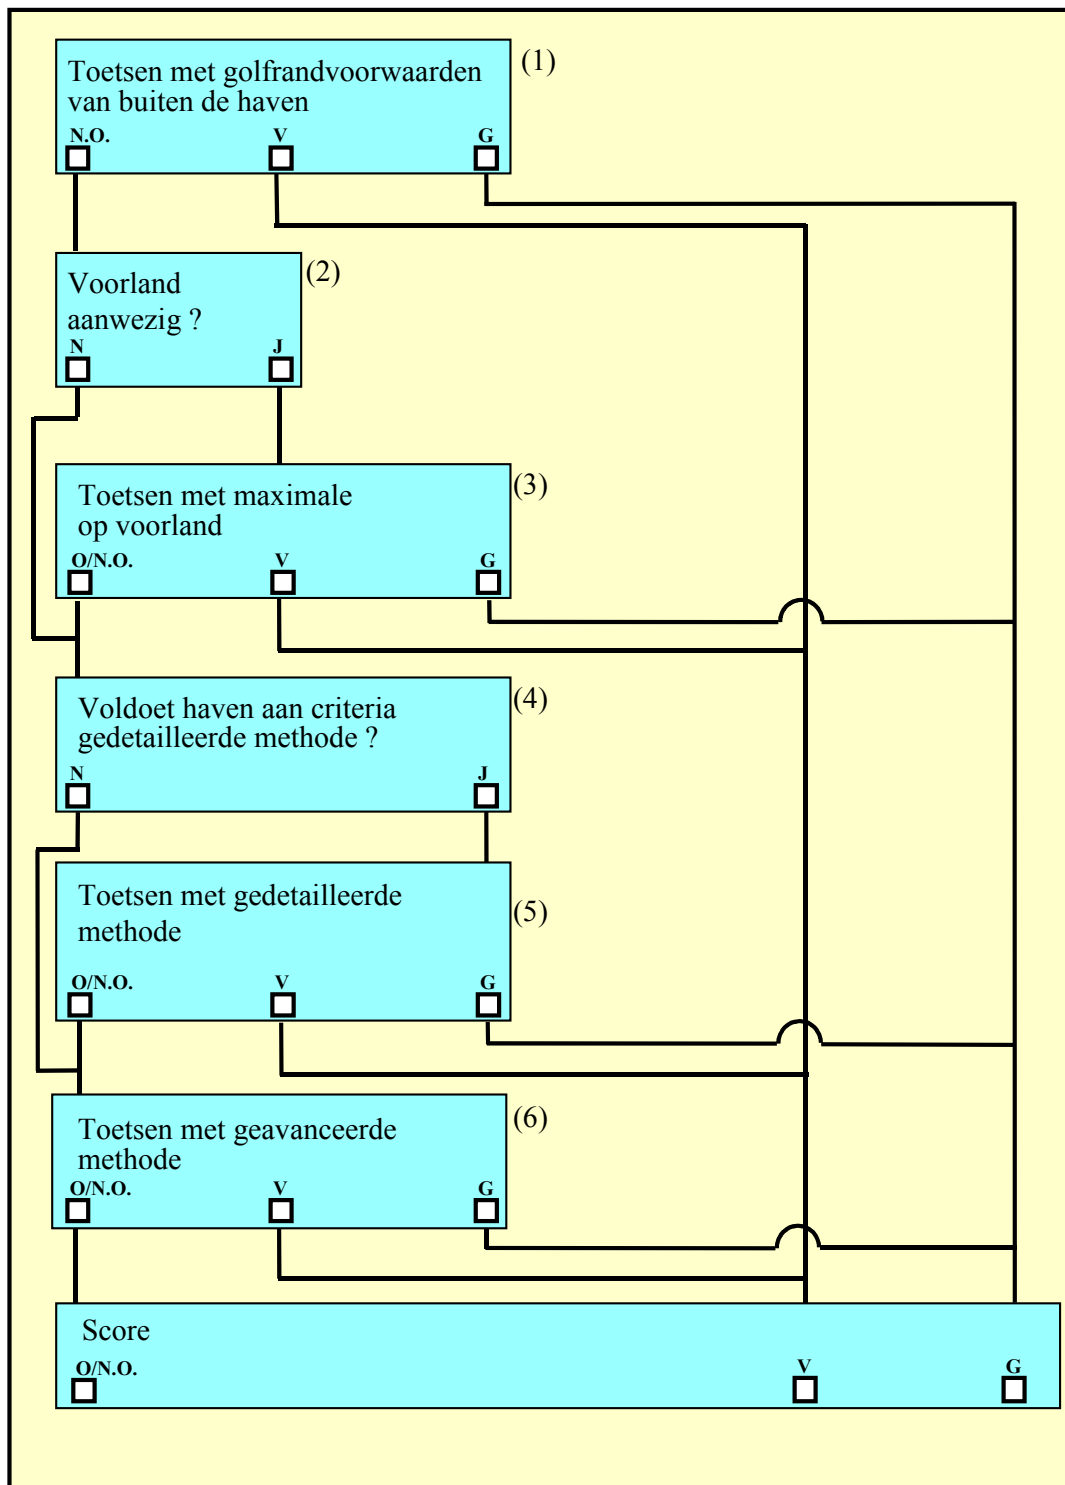 Toetsen met golfrandvoorwaarden
van buiten de haven
(1)
N.O. V G
Voorland
aanwezig ?
(2)
N J
Toetsen met maximale
op voorland
(3)
O/N.O. V G
Voldoet haven aan criteria
gedetailleerde methode ?
(4)
N J
Toetsen met gedetailleerde
methode
(5)
O/N.O. V G
Toetsen met geavanceerde
methode
(6)
O/N.O. V G
Score
O/N.O. V G